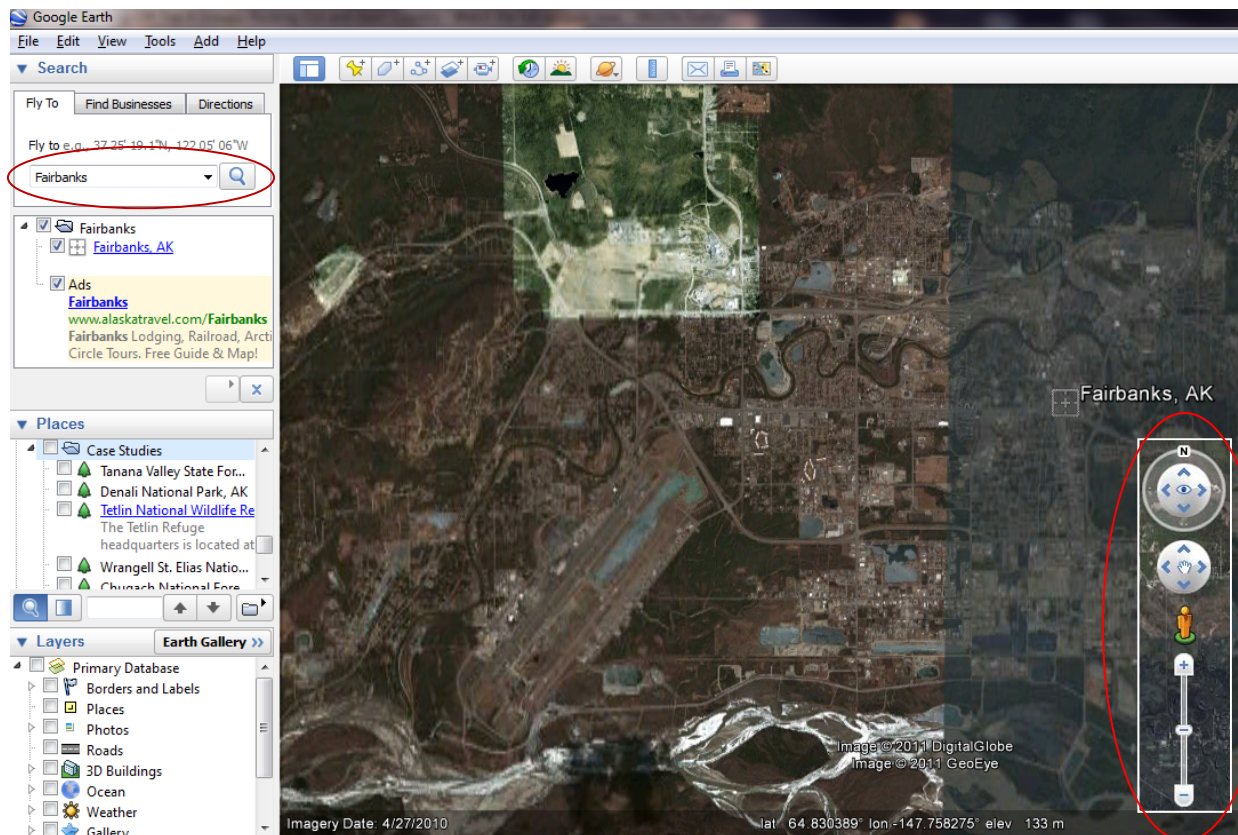 Google Earth
File Edit View Tools Add Help
Search
Fly To Find Businesses Directions
Fly to e.g., 37 25' 19.1"N, 122 05' 06"W
Fairbanks
Fairbanks
Fairbanks, AK
Ads
Fairbanks
www.alaskatravel.com/Fairbanks
Fairbanks Lodging, Railroad, Arcti
Circle Tours. Free Guide & Map!
Places
Case Studies
Tanana Valley State For...
Denali National Park, AK
Tetlin National Wildlife Re
The Tetlin Refuge
headquarters is located at
Wrangell St. Elias Natio...
Chugach National Fore
Layers Earth Gallery >>
Primary Database
Borders and Labels
Places
Photos
Roads
3D Buildings
Ocean
Weather
Gallery
Fairbanks, AK
N
Image © 2011 DigitalGlobe
Image © 2011 GeoEye
Imagery Date: 4/27/2010 lat 64.830389° lon -147.758275° elev 133 m